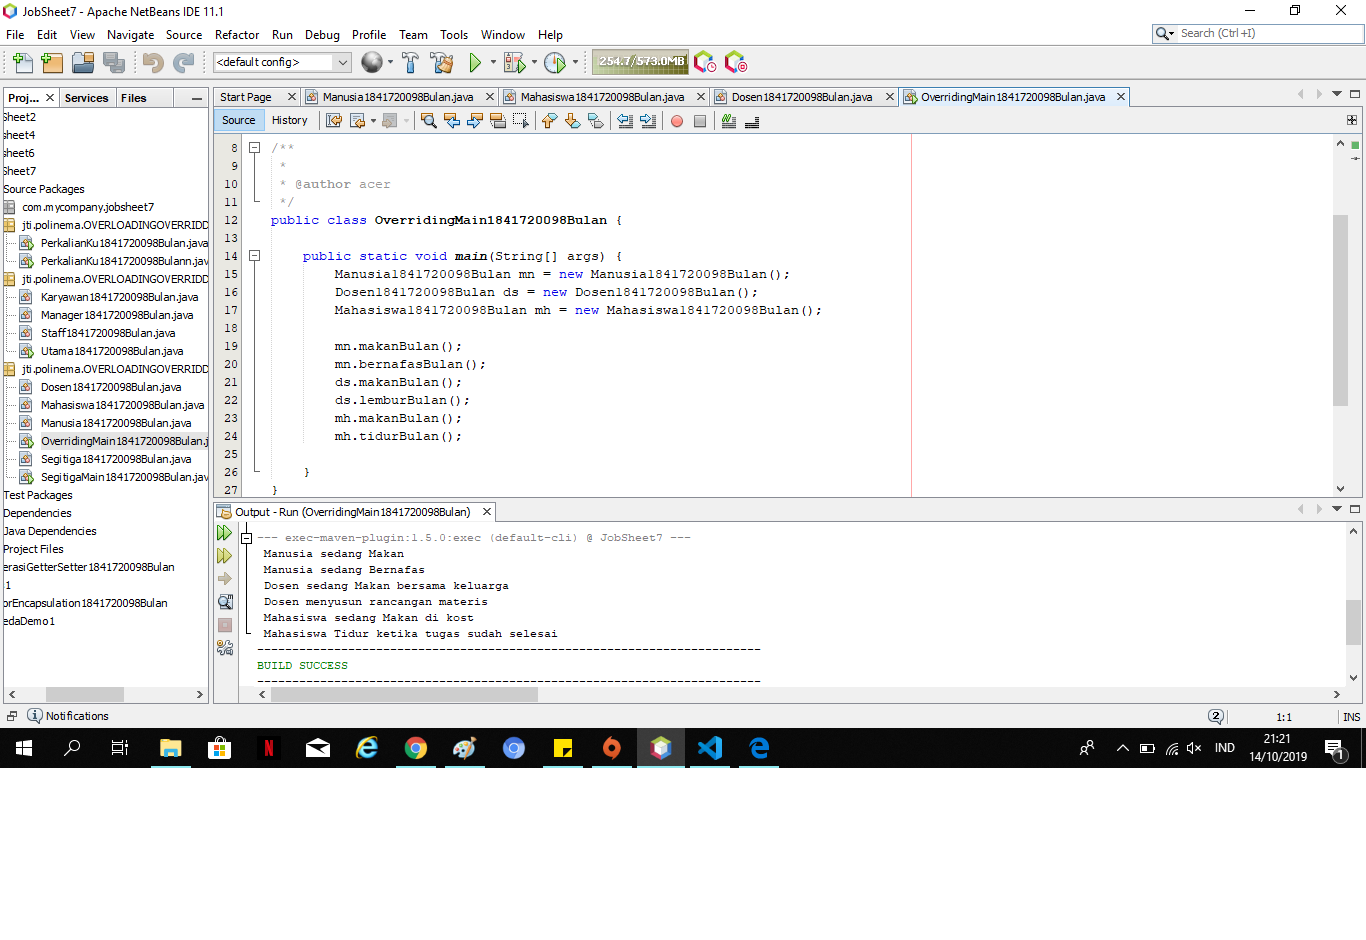 JobSheet7 - Apache NetBeans IDE 11.1
File Edit View Navigate Source Refactor Run Debug Profile Team Tools Window Help
Search (Ctrl+I)
<default config>
254.7/573.0MB
Proj... Services Files
Start Page Manusia1841720098Bulan.java Mahasiswa1841720098Bulan.java Dosen1841720098Bulan.java OverridingMain1841720098Bulan.java
Source History
Sheet2
sheet4
sheet6
Sheet7
Source Packages
com.mycompany.jobsheet7
jti.polinema.OVERLOADINGOVERRIDD
PerkalianKu1841720098Bulan.java
PerkalianKu1841720098Bulann.java
jti.polinema.OVERLOADINGOVERRIDD
Karyawan1841720098Bulan.java
Manager1841720098Bulan.java
Staff1841720098Bulan.java
Utama1841720098Bulan.java
jti.polinema.OVERLOADINGOVERRIDD
Dosen1841720098Bulan.java
Mahasiswa1841720098Bulan.java
Manusia1841720098Bulan.java
OverridingMain1841720098Bulan.j
Segitiga1841720098Bulan.java
SegitigaMain1841720098Bulan.jav
Test Packages
Dependencies
Java Dependencies
Project Files
erasiGetterSetter1841720098Bulan
s1
orEncapsulation1841720098Bulan
edaDemo1
8 /**
9 *
10 * @author acer
11 */
12 public class OverridingMain1841720098Bulan {
13
14 public static void main(String[] args) {
15 Manusia1841720098Bulan mn = new Manusia1841720098Bulan();
16 Dosen1841720098Bulan ds = new Dosen1841720098Bulan();
17 Mahasiswa1841720098Bulan mh = new Mahasiswa1841720098Bulan();
18
19 mn.makanBulan();
20 mn.bernafasBulan();
21 ds.makanBulan();
22 ds.lemburBulan();
23 mh.makanBulan();
24 mh.tidurBulan();
25
26 }
27 }
Output - Run (OverridingMain1841720098Bulan)
--- exec-maven-plugin:1.5.0:exec (default-cli) @ JobSheet7 ---
Manusia sedang Makan
Manusia sedang Bernafas
Dosen sedang Makan bersama keluarga
Dosen menyusun rancangan materis
Mahasiswa sedang Makan di kost
Mahasiswa Tidur ketika tugas sudah selesai
------------------------------------------------------------------------
BUILD SUCCESS
------------------------------------------------------------------------
Notifications
2
1:1
INS
IND
21:21
14/10/2019
1